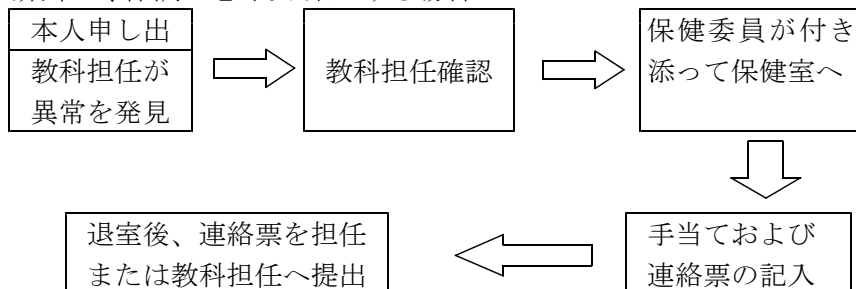 本人申し出
教科担任が
異常を発見
教科担任確認
保健委員が付き
添って保健室へ
手当ておよび
連絡票の記入
退室後、連絡票を担任
または教科担任へ提出